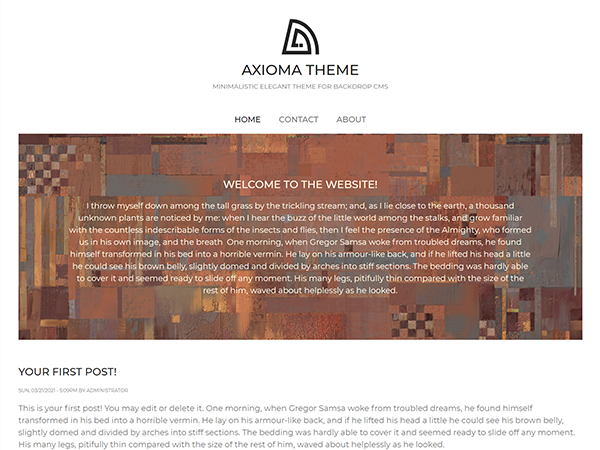 AXIOMA THEME
MINIMALISTIC ELEGANT THEME FOR BACKDROP CMS
HOME CONTACT ABOUT
WELCOME TO THE WEBSITE!
I throw myself down among the tall grass by the trickling stream; and, as I lie close to the earth, a thousand
unknown plants are noticed by me: when I hear the buzz of the little world among the stalks, and grow familiar
with the countless indescribable forms of the insects and flies, then I feel the presence of the Almighty, who formed
us in his own image, and the breath One morning, when Gregor Samsa woke from troubled dreams, he found
himself transformed in his bed into a horrible vermin. He lay on his armour-like back, and if he lifted his head a little
he could see his brown belly, slightly domed and divided by arches into stiff sections. The bedding was hardly able
to cover it and seemed ready to slide off any moment. His many legs, pitifully thin compared with the size of the
rest of him, waved about helplessly as he looked.
YOUR FIRST POST!
SUN, 03/21/2021 - 5:09PM BY ADMINISTRATOR
This is your first post! You may edit or delete it. One morning, when Gregor Samsa woke from troubled dreams, he found himself
transformed in his bed into a horrible vermin. He lay on his armour-like back, and if he lifted his head a little he could see his brown belly,
slightly domed and divided by arches into stiff sections. The bedding was hardly able to cover it and seemed ready to slide off any moment.
His many legs, pitifully thin compared with the size of the rest of him, waved about helplessly as he looked.